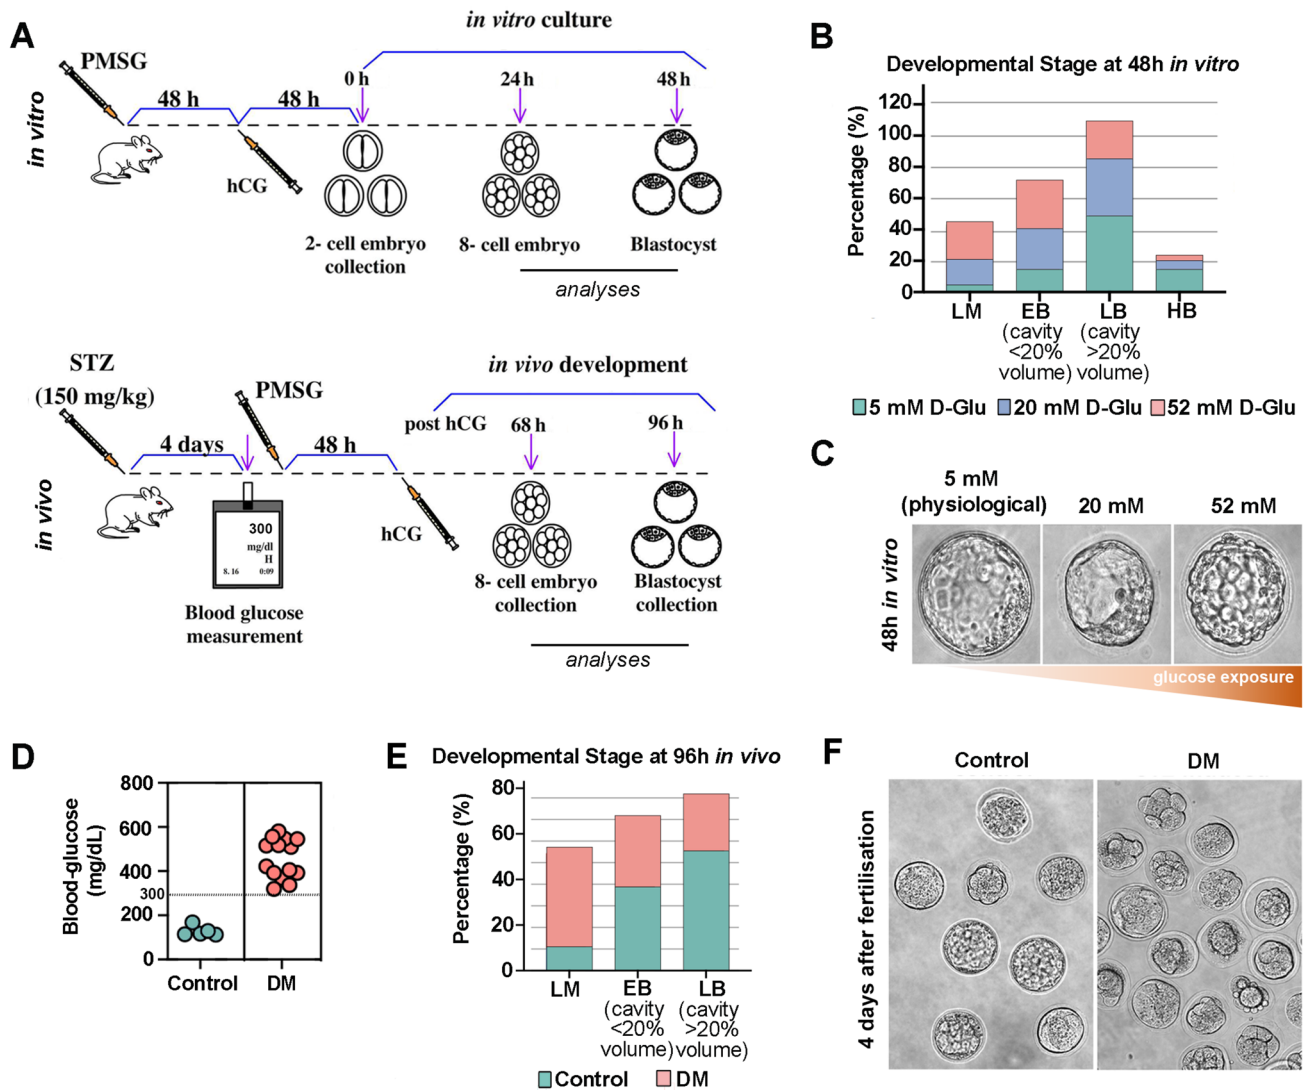 A
in vitro culture
PMSG
48 h
48 h
0 h
24 h
48 h
in vitro
hCG
2- cell embryo
collection
8- cell embryo
Blastocyst
analyses
STZ
(150 mg/kg)
PMSG
in vivo development
4 days
48 h
post hCG
68 h
96 h
in vivo
300
mg/dl
H
8. 16 0:09
hCG
Blood glucose
measurement
8- cell embryo
collection
Blastocyst
collection
analyses
B
Developmental Stage at 48h in vitro
Percentage (%)
120
100
80
60
40
20
0
LM
EB
(cavity
<20%
volume)
LB
(cavity
>20%
volume)
HB
5 mM D-Glu 20 mM D-Glu 52 mM D-Glu
C
5 mM
(physiological)
20 mM
52 mM
48h in vitro
glucose exposure
D
Blood-glucose
(mg/dL)
800
600
400
300
200
0
Control
DM
E
Developmental Stage at 96h in vivo
Percentage (%)
80
60
40
20
0
LM
EB
(cavity
<20%
volume)
LB
(cavity
>20%
volume)
Control DM
F
Control
DM
4 days after fertilisation